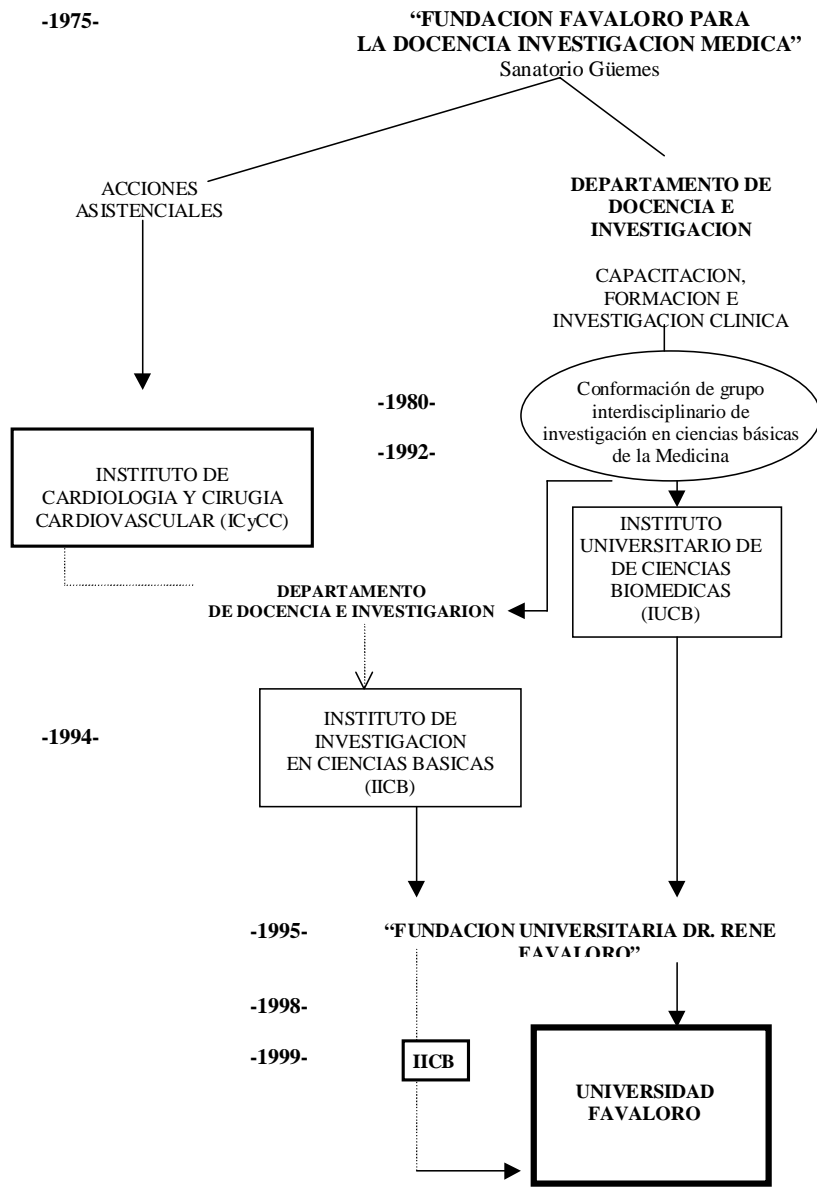 -1975-
“FUNDACION FAVALORO PARA
LA DOCENCIA INVESTIGACION MEDICA”
Sanatorio Güemes
ACCIONES
ASISTENCIALES
DEPARTAMENTO DE
DOCENCIA E
INVESTIGACION
CAPACITACION,
FORMACION E
INVESTIGACION CLINICA
-1980-
Conformación de grupo
interdisciplinario de
investigación en ciencias básicas
de la Medicina
-1992-
INSTITUTO DE
CARDIOLOGIA Y CIRUGIA
CARDIOVASCULAR (ICyCC)
INSTITUTO
UNIVERSITARIO DE
DE CIENCIAS
BIOMEDICAS
(IUCB)
DEPARTAMENTO
DE DOCENCIA E INVESTIGARION
-1994-
INSTITUTO DE
INVESTIGACION
EN CIENCIAS BASICAS
(IICB)
-1995-
“FUNDACION UNIVERSITARIA DR. RENE
FAVALORO”
-1998-
-1999-
IICB
UNIVERSIDAD
FAVALORO